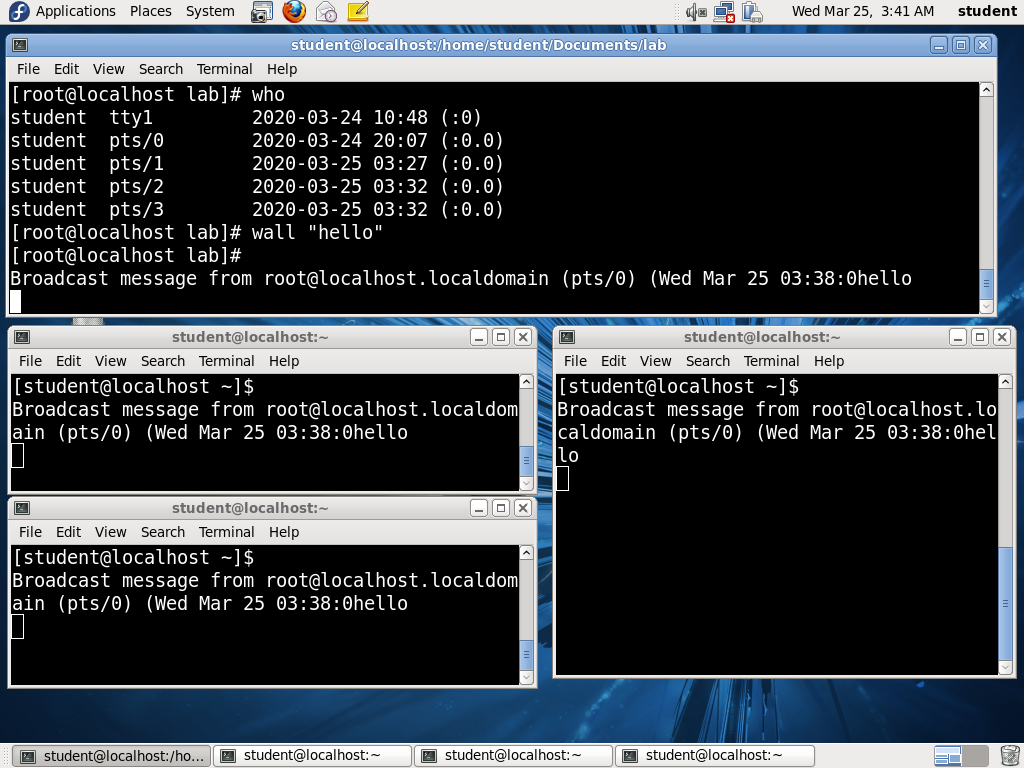 Applications Places System Wed Mar 25, 3:41 AM student
student@localhost:/home/student/Documents/lab
File Edit View Search Terminal Help
[root@localhost lab]# who
student  tty1         2020-03-24 10:48 (:0)
student  pts/0        2020-03-24 20:07 (:0.0)
student  pts/1        2020-03-25 03:27 (:0.0)
student  pts/2        2020-03-25 03:32 (:0.0)
student  pts/3        2020-03-25 03:32 (:0.0)
[root@localhost lab]# wall "hello"
[root@localhost lab]#
Broadcast message from root@localhost.localdomain (pts/0) (Wed Mar 25 03:38:0hello
student@localhost:~
File Edit View Search Terminal Help
[student@localhost ~]$
Broadcast message from root@localhost.localdom
ain (pts/0) (Wed Mar 25 03:38:0hello
student@localhost:~
File Edit View Search Terminal Help
[student@localhost ~]$
Broadcast message from root@localhost.lo
caldomain (pts/0) (Wed Mar 25 03:38:0hel
lo
student@localhost:~
File Edit View Search Terminal Help
[student@localhost ~]$
Broadcast message from root@localhost.localdom
ain (pts/0) (Wed Mar 25 03:38:0hello
student@localhost:/ho... student@localhost:~ student@localhost:~ student@localhost:~